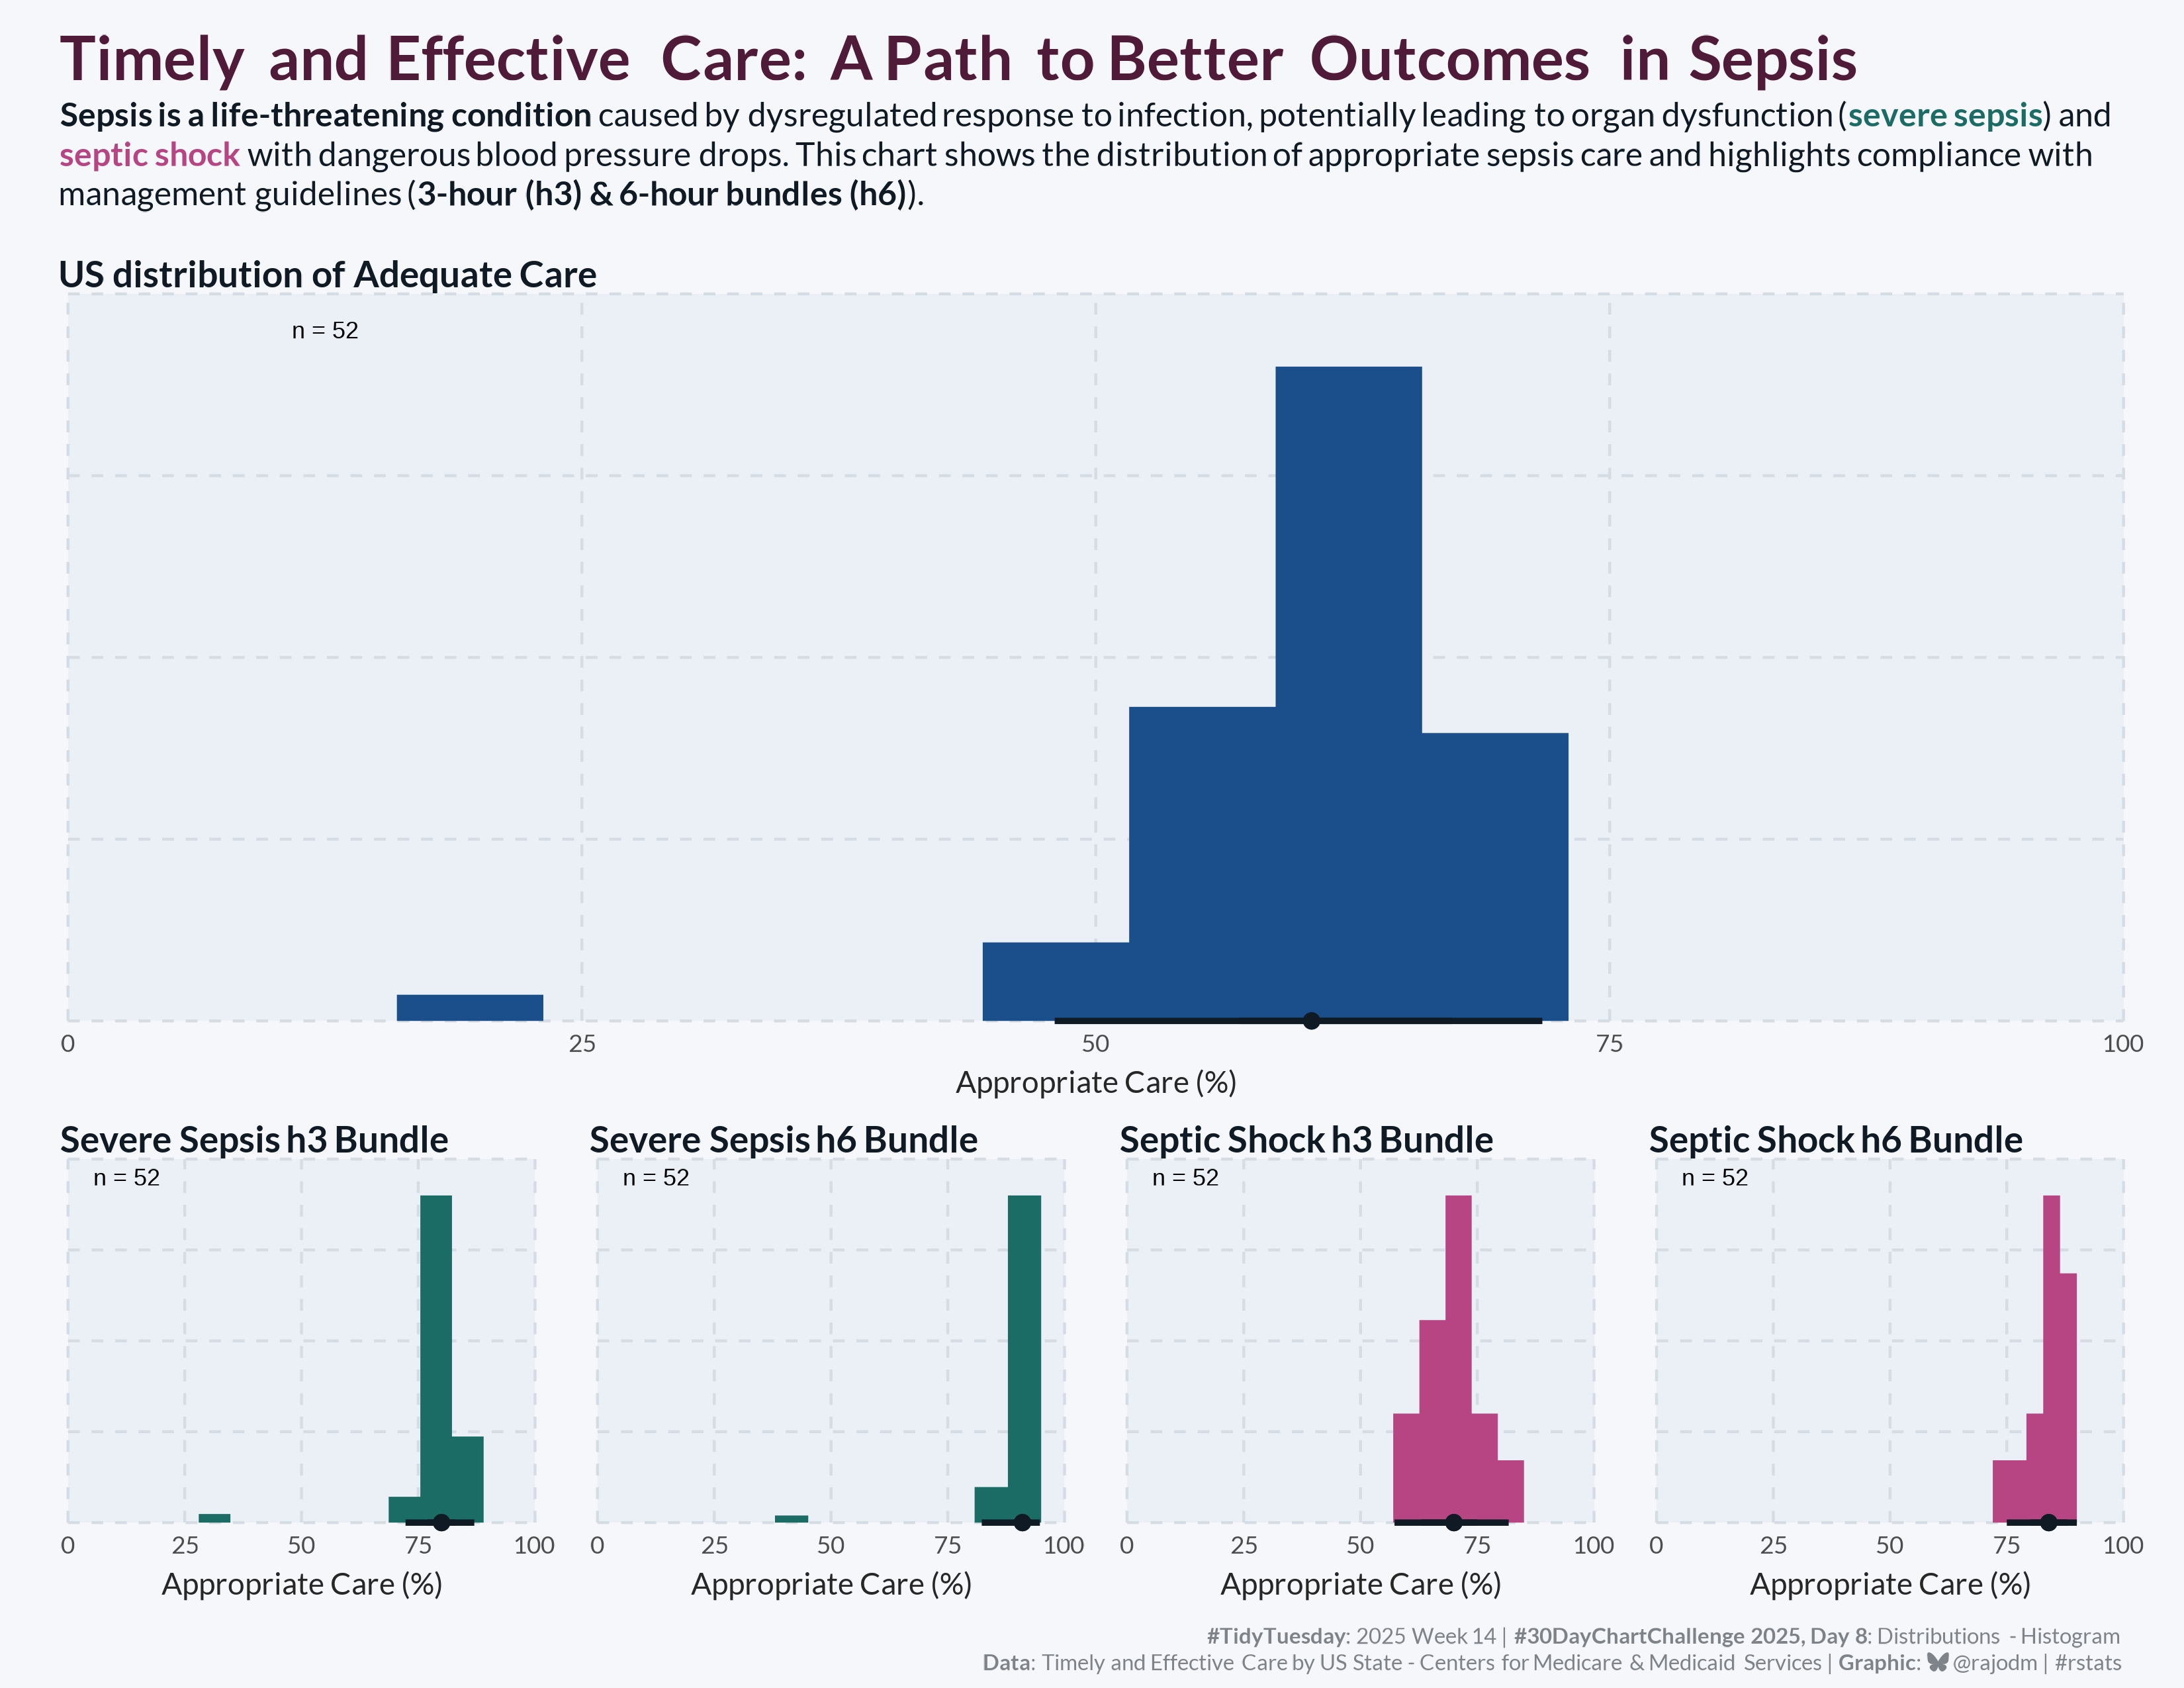 Timely and Effective Care: A Path to Better Outcomes in Sepsis
Sepsis is a life-threatening condition caused by dysregulated response to infection, potentially leading to organ dysfunction (severe sepsis) and
septic shock with dangerous blood pressure drops. This chart shows the distribution of appropriate sepsis care and highlights compliance with
management guidelines (3-hour (h3) & 6-hour bundles (h6)).
US distribution of Adequate Care
n = 52
0 25 50 75 100
Appropriate Care (%)
Severe Sepsis h3 Bundle
n = 52
0 25 50 75 100
Appropriate Care (%)
Severe Sepsis h6 Bundle
n = 52
0 25 50 75 100
Appropriate Care (%)
Septic Shock h3 Bundle
n = 52
0 25 50 75 100
Appropriate Care (%)
Septic Shock h6 Bundle
n = 52
0 25 50 75 100
Appropriate Care (%)
#TidyTuesday: 2025 Week 14 | #30DayChartChallenge 2025, Day 8: Distributions - Histogram
Data: Timely and Effective Care by US State - Centers for Medicare & Medicaid Services | Graphic: @rajodm | #rstats